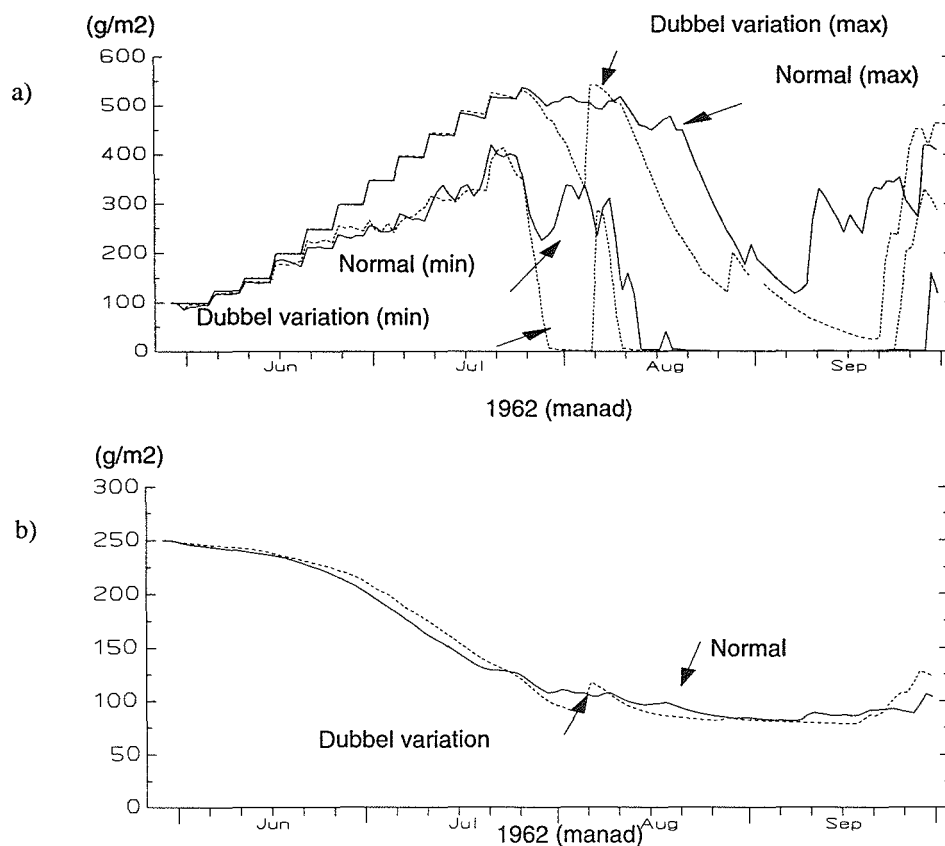 a)
(g/m2)
Dubbel variation (max)
Normal (max)
600
500
400
300
200
100
0
Normal (min)
Dubbel variation (min)
Jun
Jul
Aug
Sep
1962 (manad)
b)
(g/m2)
300
250
200
150
100
50
0
Normal
Dubbel variation
Jun
Jul
Aug
Sep
1962 (manad)